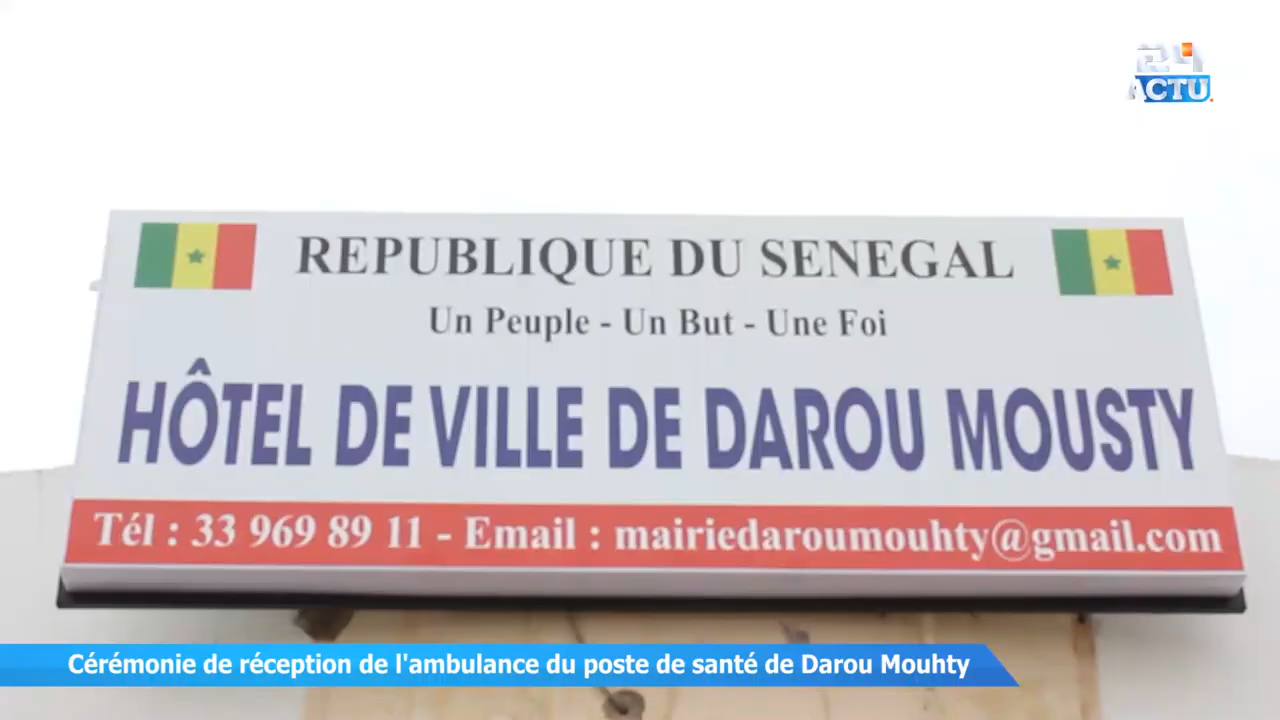 24
ACTU.
REPUBLIQUE DU SENEGAL
Un Peuple - Un But - Une Foi
HÔTEL DE VILLE DE DAROU MOUSTY
Tél : 33 969 89 11 - Email : mairiedaroumouhty@gmail.com
Cérémonie de réception de l'ambulance du poste de santé de Darou Mouhty